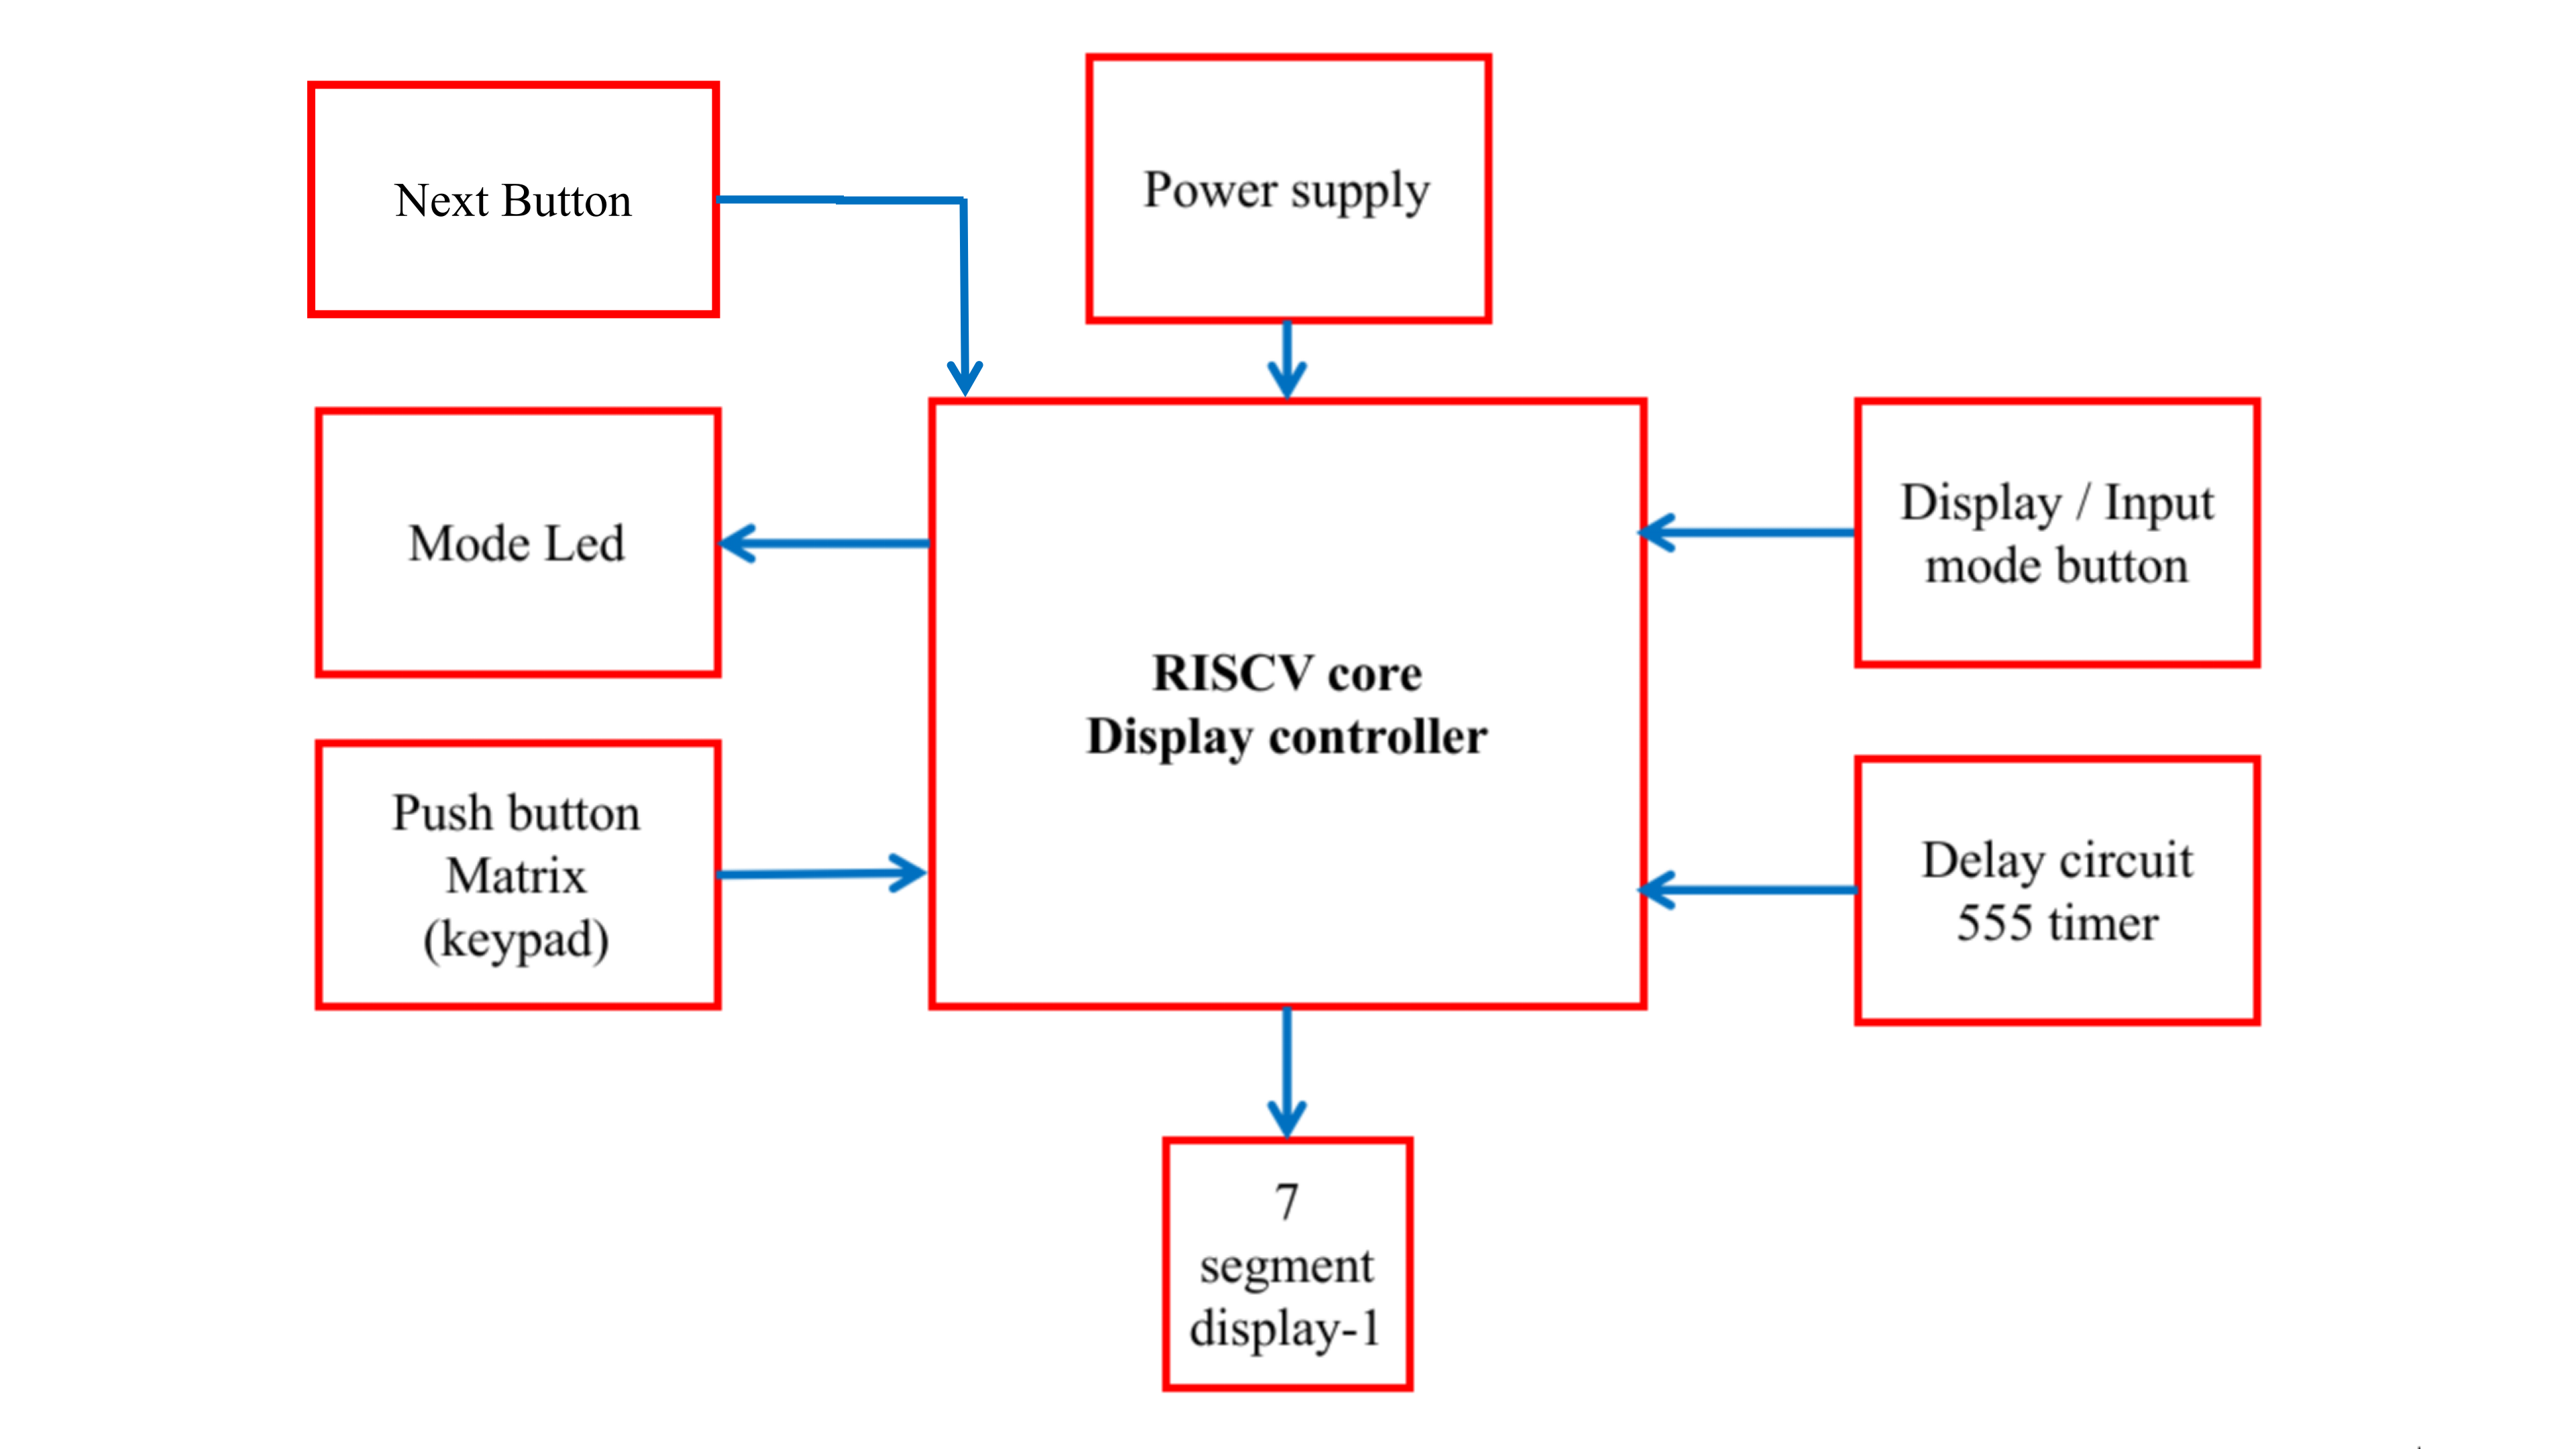 Next Button
Power supply
Mode Led
Display / Input
mode button
RISCV core
Display controller
Push button
Matrix
(keypad)
Delay circuit
555 timer
7
segment
display-1